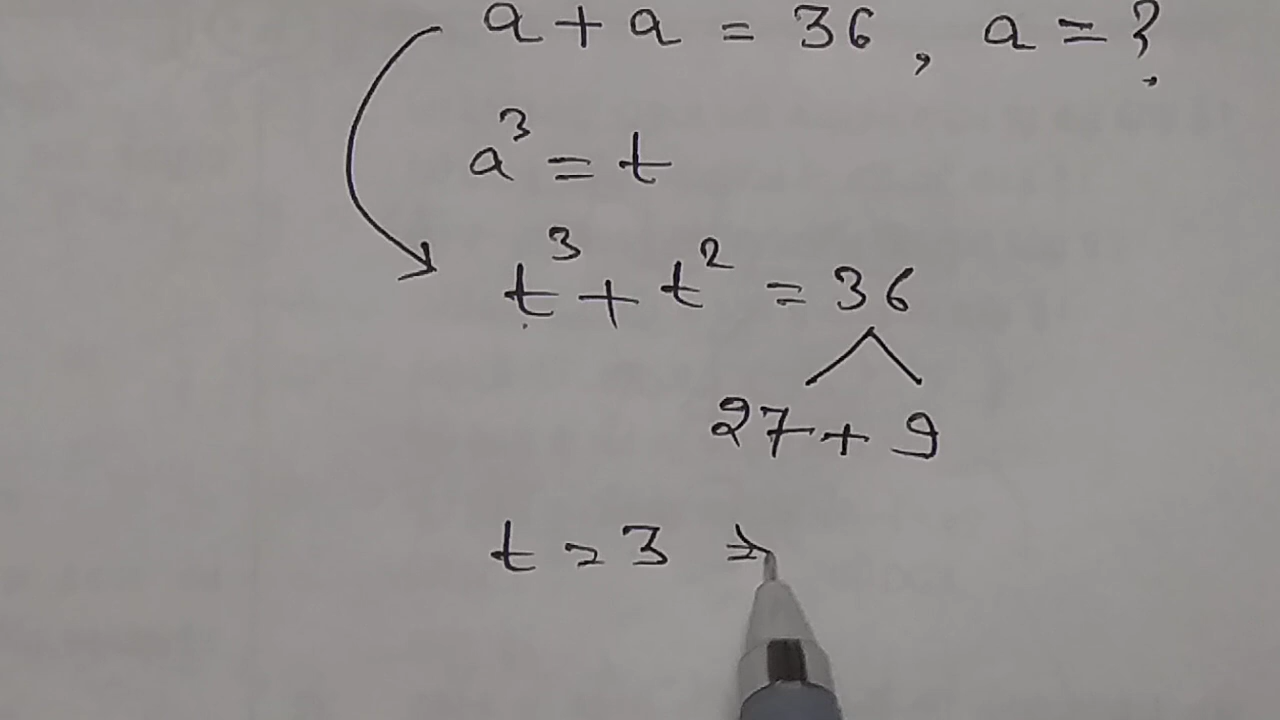 a + a = 36, a = ?
a³ = t
t³ + t² = 36
27 + 9
t = 3 ⇒